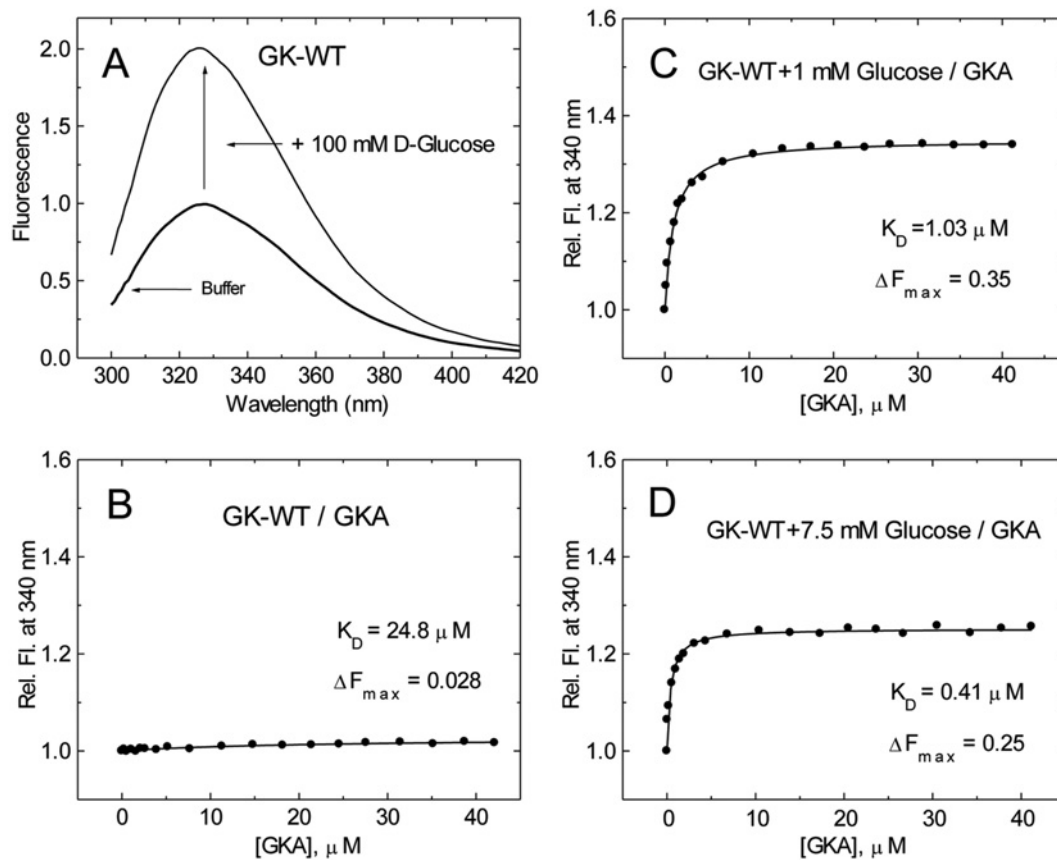 A
GK-WT
+ 100 mM D-Glucose
Buffer
Fluorescence
2.0
1.5
1.0
0.5
0.0
300 320 340 360 380 400 420
Wavelength (nm)
C
GK-WT+1 mM Glucose / GKA
K_D =1.03 μ M
Δ F_max = 0.35
Rel. Fl. at 340 nm
1.6
1.4
1.2
1.0
0 10 20 30 40
[GKA], μ M
B
GK-WT / GKA
K_D = 24.8 μ M
Δ F_max = 0.028
Rel. Fl. at 340 nm
1.6
1.4
1.2
1.0
0 10 20 30 40
[GKA], μ M
D
GK-WT+7.5 mM Glucose / GKA
K_D = 0.41 μ M
Δ F_max = 0.25
Rel. Fl. at 340 nm
1.6
1.4
1.2
1.0
0 10 20 30 40
[GKA], μ M